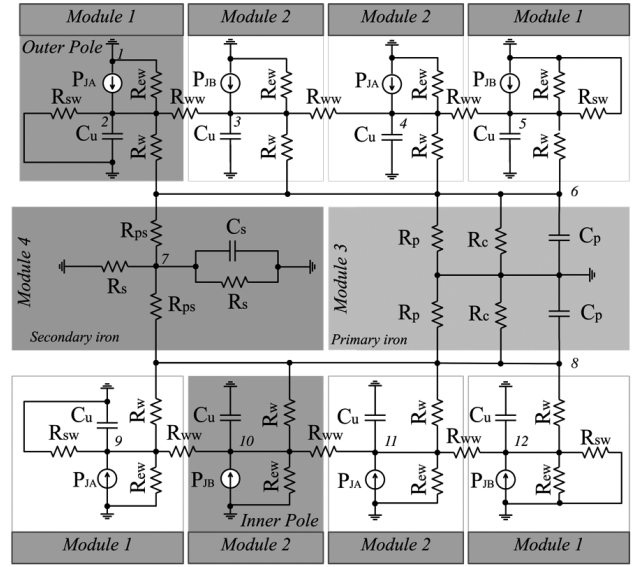 Module 1 Module 2 Module 2 Module 1
Outer Pole 1
PJA Rew PJB Rew PJA Rew PJB Rew
Rsw Rww Rww Rww Rsw
2 3 4 5
Cu Rw Cu Rw Cu Rw Cu Rw
6
Module 4 Rps Cs Module 3 Rp Rc Cp
7
Rs Rs
Rps Rp Rc Cp
Secondary iron Primary iron
8
Cu Rw Cu Rw Cu Rw Cu Rw
Rsw Rww Rww Rww Rsw
9 10 11 12
PJA Rew PJB Rew PJA Rew PJB Rew
Inner Pole
Module 1 Module 2 Module 2 Module 1